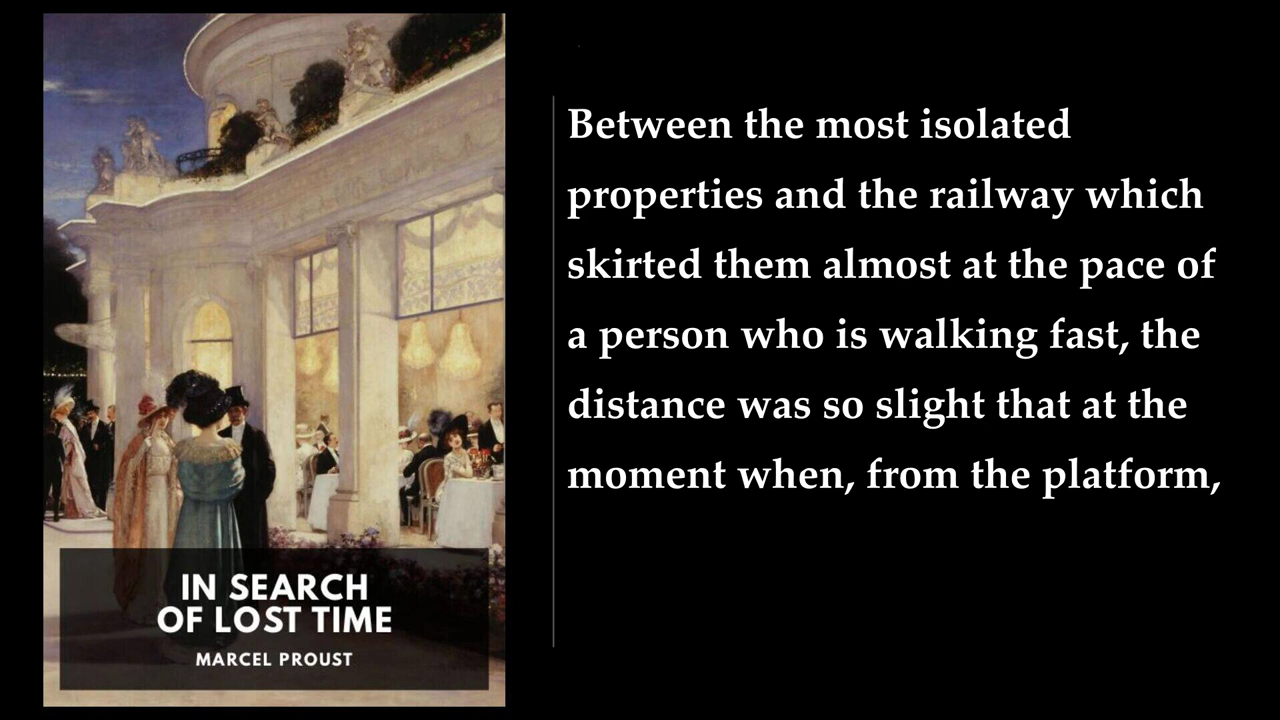 Between the most isolated
properties and the railway which
skirted them almost at the pace of
a person who is walking fast, the
distance was so slight that at the
moment when, from the platform,
IN SEARCH
OF LOST TIME
MARCEL PROUST